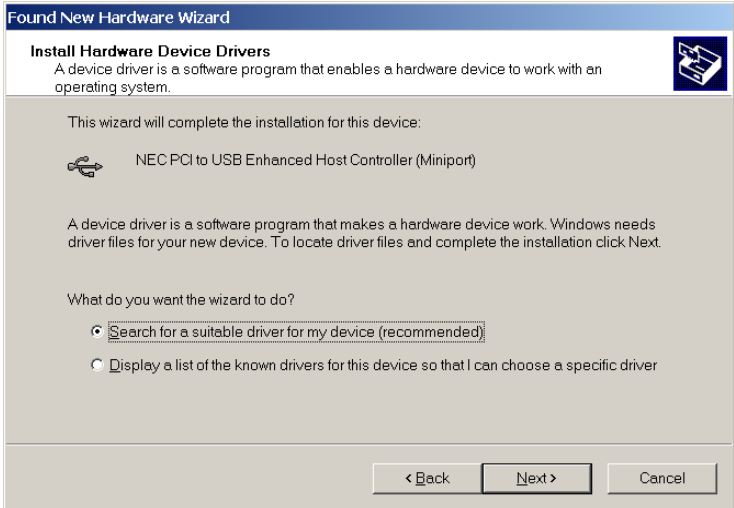 Found New Hardware Wizard
Install Hardware Device Drivers
A device driver is a software program that enables a hardware device to work with an
operating system.
This wizard will complete the installation for this device:
NEC PCI to USB Enhanced Host Controller (Miniport)
A device driver is a software program that makes a hardware device work. Windows needs
driver files for your new device. To locate driver files and complete the installation click Next.
What do you want the wizard to do?
Search for a suitable driver for my device (recommended)
Display a list of the known drivers for this device so that I can choose a specific driver
< Back
Next >
Cancel